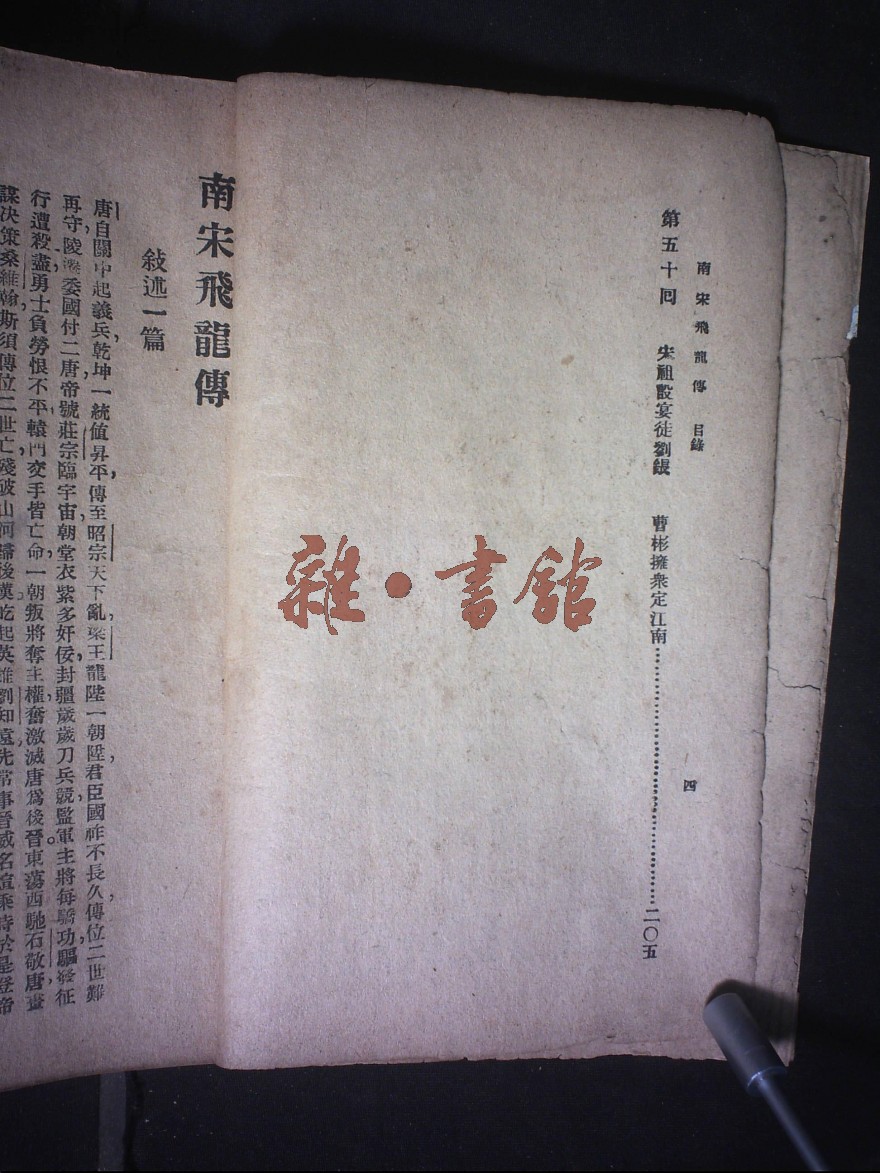 南宋飛龍傳 目錄
四
第五十回 宋祖設宴徒劉鋹 曹彬擁衆定江南 二〇五
雜·書館
南宋飛龍傳
敍述一篇
唐自關中起義兵，乾坤一統値昇平，傳至昭宗天下亂，梁王龍陞一朝陞，君臣國祚不長久，傳位二世難
再守，陵遷委國付二唐，帝號莊宗臨宇宙，朝堂衣紫多奸佞，封疆歲歲刀兵競，監軍主將每驕功，驅發征
行遭殺盡，勇士負勞恨不平，轅門交手皆亡命，一朝叛將奪主權，奮激滅唐爲後晉。東蕩西馳石敬唐，畫
謀決策桑維翰，斯須傳位二世亡，殘破山河歸後漢，屹起英雄劉知遠，先常事晉威名喧，乘時於是登帝